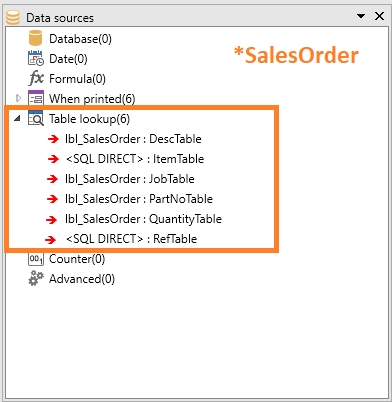 Data sources
Database(0)
*SalesOrder
Date(0)
Formula(0)
When printed(6)
Table lookup(6)
lbl_SalesOrder : DescTable
<SQL DIRECT> : ItemTable
lbl_SalesOrder : JobTable
lbl_SalesOrder : PartNoTable
lbl_SalesOrder : QuantityTable
<SQL DIRECT> : RefTable
Counter(0)
Advanced(0)